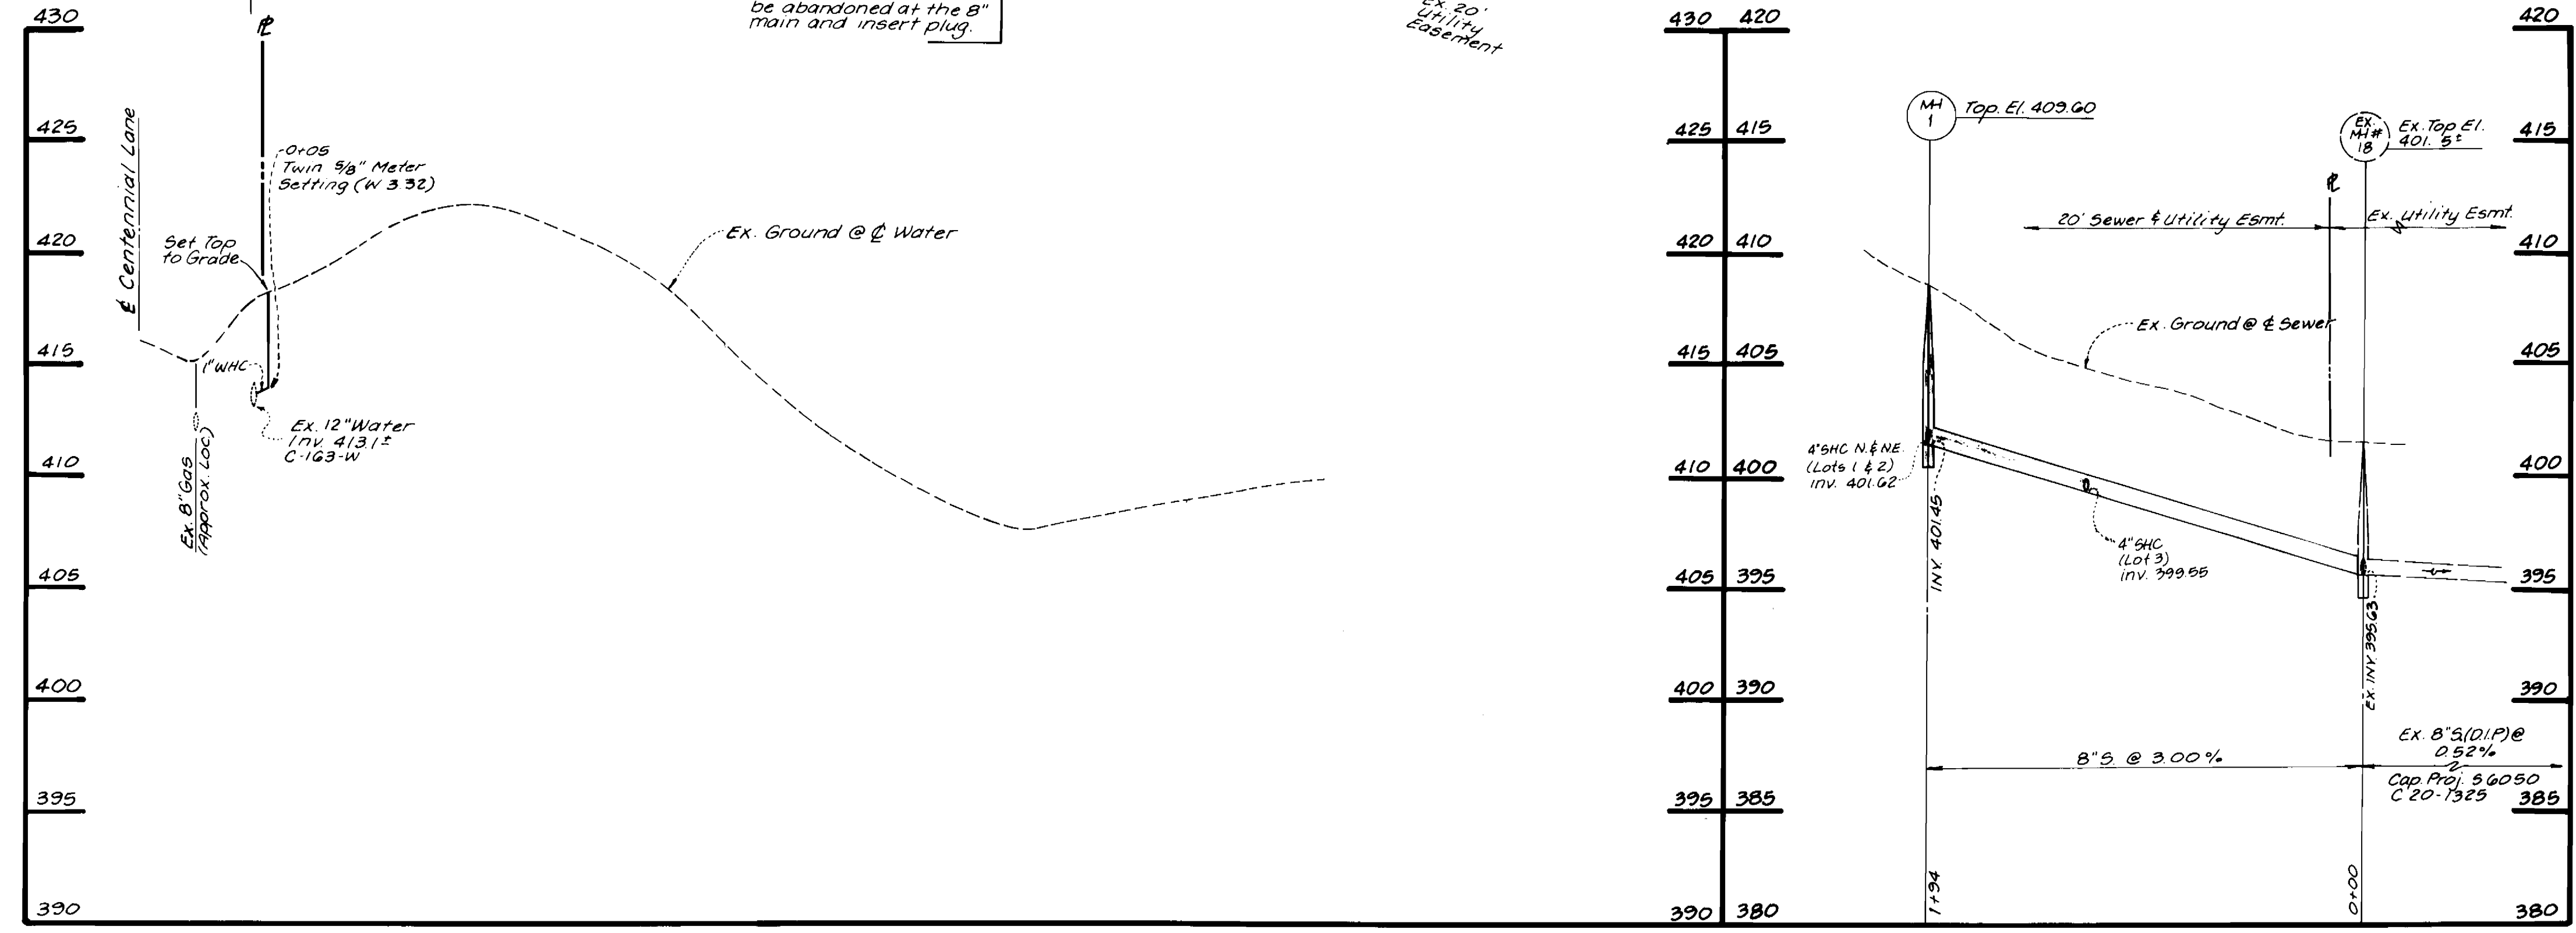 430
425
420
415
410
405
400
395
390
℄ Centennial Lane
℄
0+05
Twin 5/8" Meter
Setting (W 3.32)
Set Top
to Grade
1" WHC
Ex. 12" Water
Inv. 413.1±
C-163-W
Ex. 8" Gas
(Approx. Loc.)
be abandoned at the 8"
main and insert plug.
Ex. Ground @ ℄ Water
Ex. 20'
Utility
Easement
430 420
425 415
420 410
415 405
410 400
405 395
400 390
395 385
390 380
MH
1
Top. El. 409.60
EX.
MH#
18
Ex. Top El.
401.5±
20' Sewer & Utility Esmt.
Ex. Utility Esmt.
Ex. Ground @ ℄ Sewer
4" SHC N. & N.E.
(Lots 1 & 2)
inv. 401.62
INV. 401.45
4" SHC
(Lot 3)
inv. 399.55
EX. INV. 395.63
8" S. @ 3.00%
Ex. 8" S.(D.I.P.) @
0.52%
Cap. Proj. S 6050
C 20-1325
1+94
0+00
420
415
410
405
400
395
390
385
380